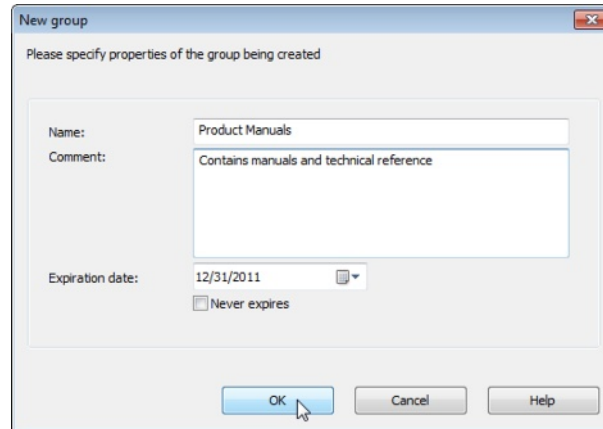 New group
Please specify properties of the group being created
Name: Product Manuals
Comment: Contains manuals and technical reference
Expiration date: 12/31/2011
Never expires
OK Cancel Help